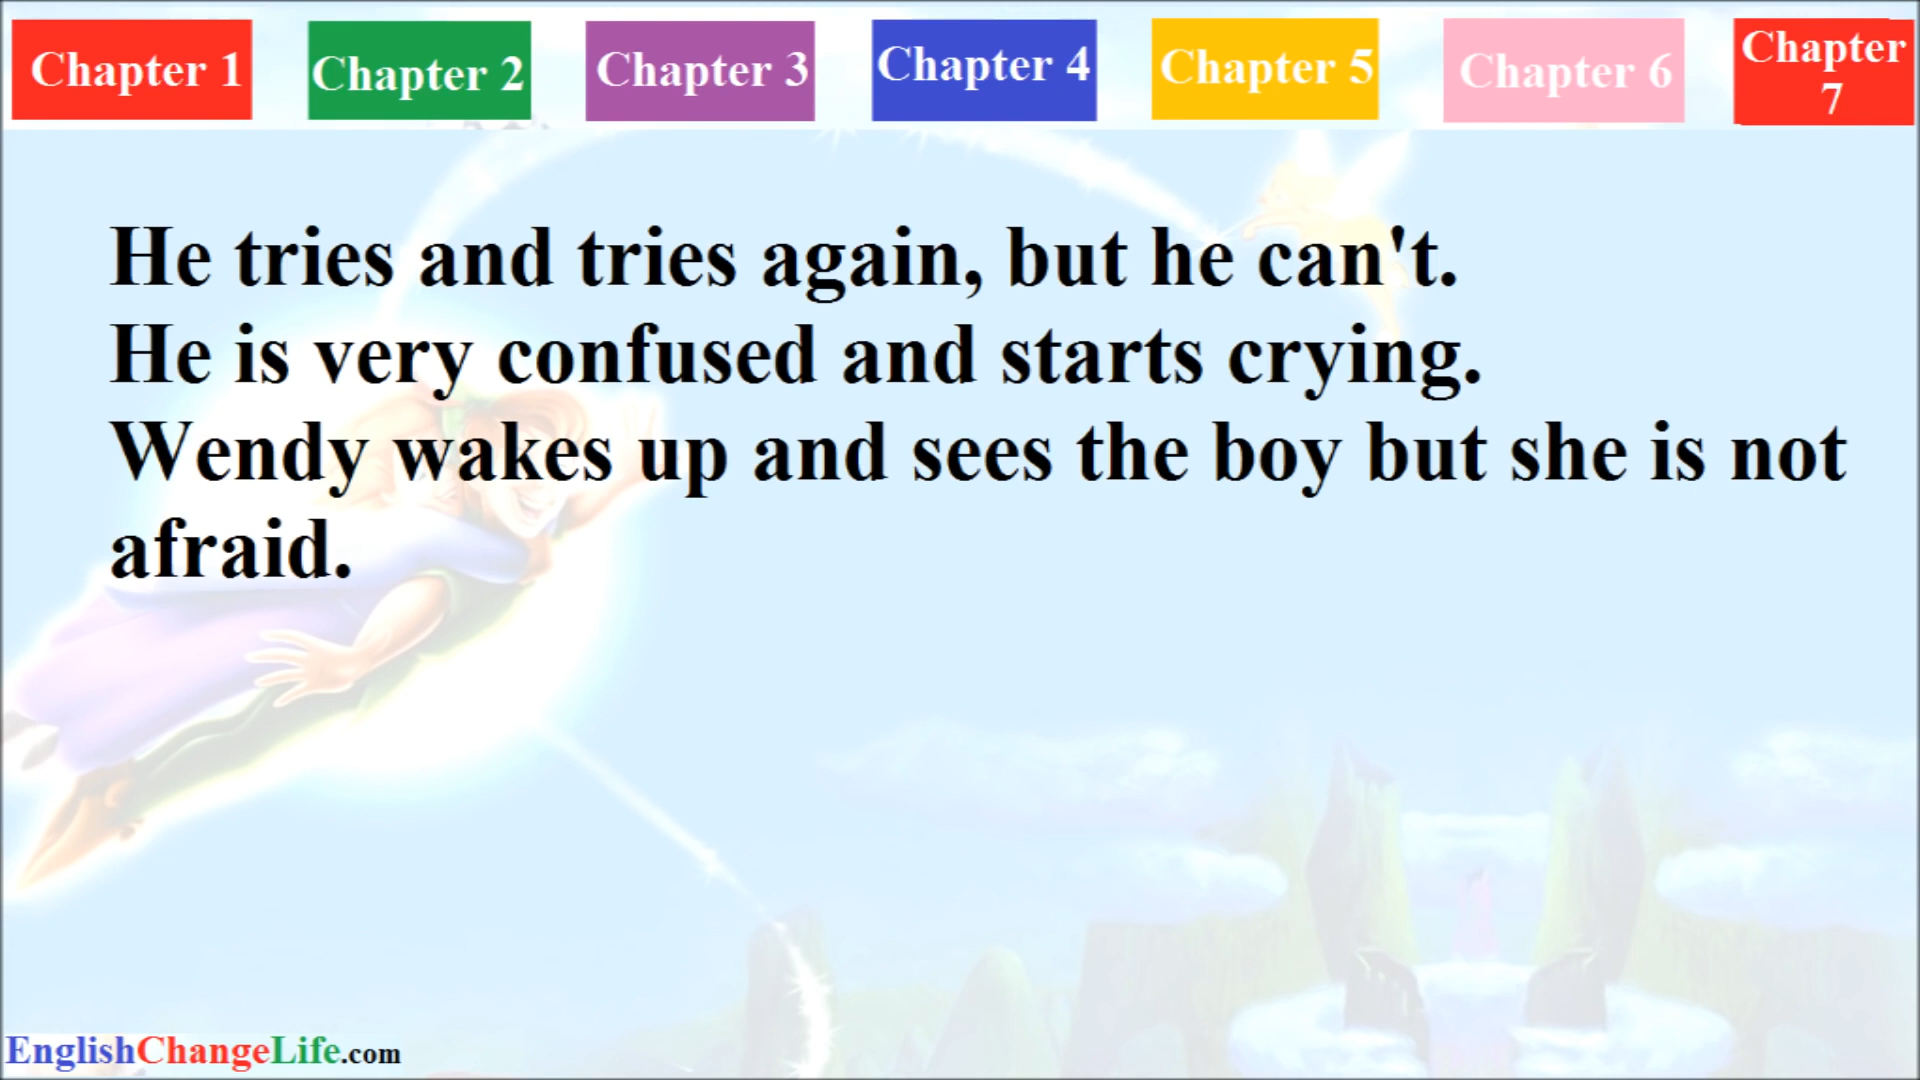 Chapter 1
Chapter 2
Chapter 3
Chapter 4
Chapter 5
Chapter 6
Chapter
7
He tries and tries again, but he can't.
He is very confused and starts crying.
Wendy wakes up and sees the boy but she is not
afraid.
EnglishChangeLife.com